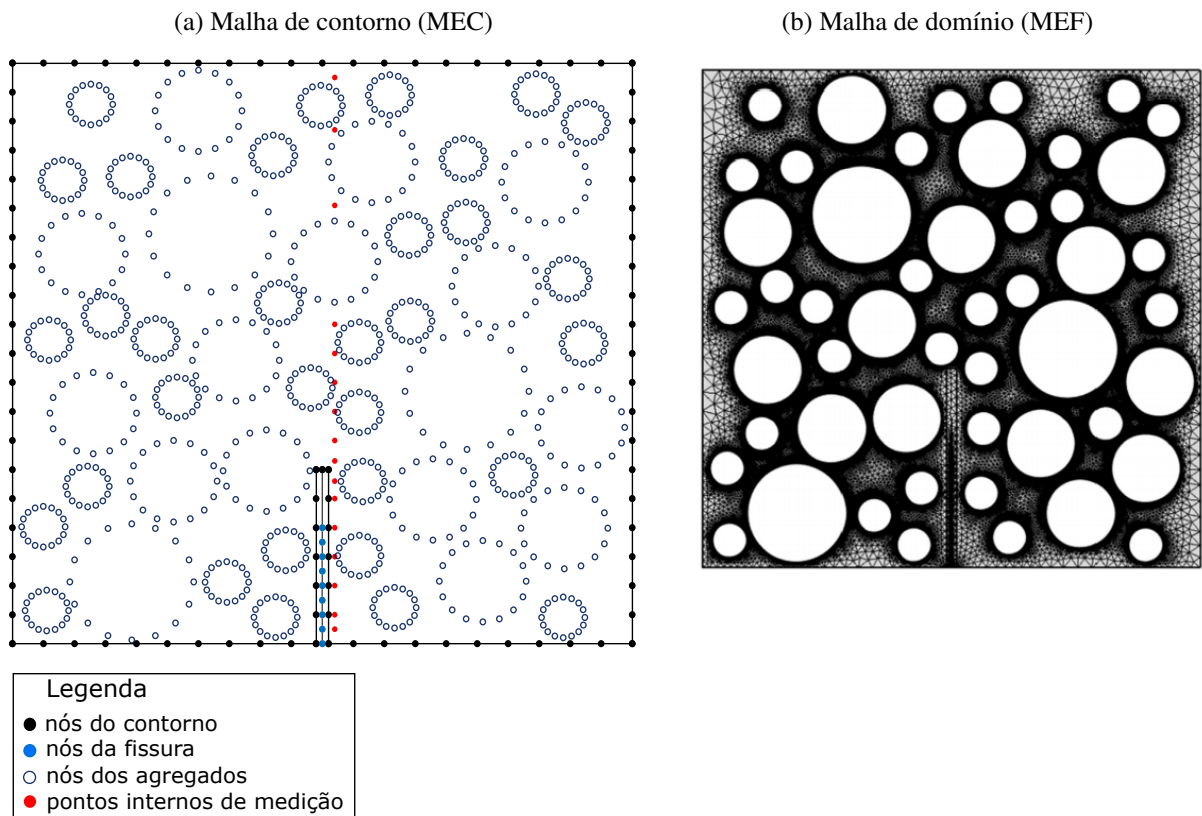 (a) Malha de contorno (MEC)
(b) Malha de domínio (MEF)
Legenda
nós do contorno
nós da fissura
nós dos agregados
pontos internos de medição